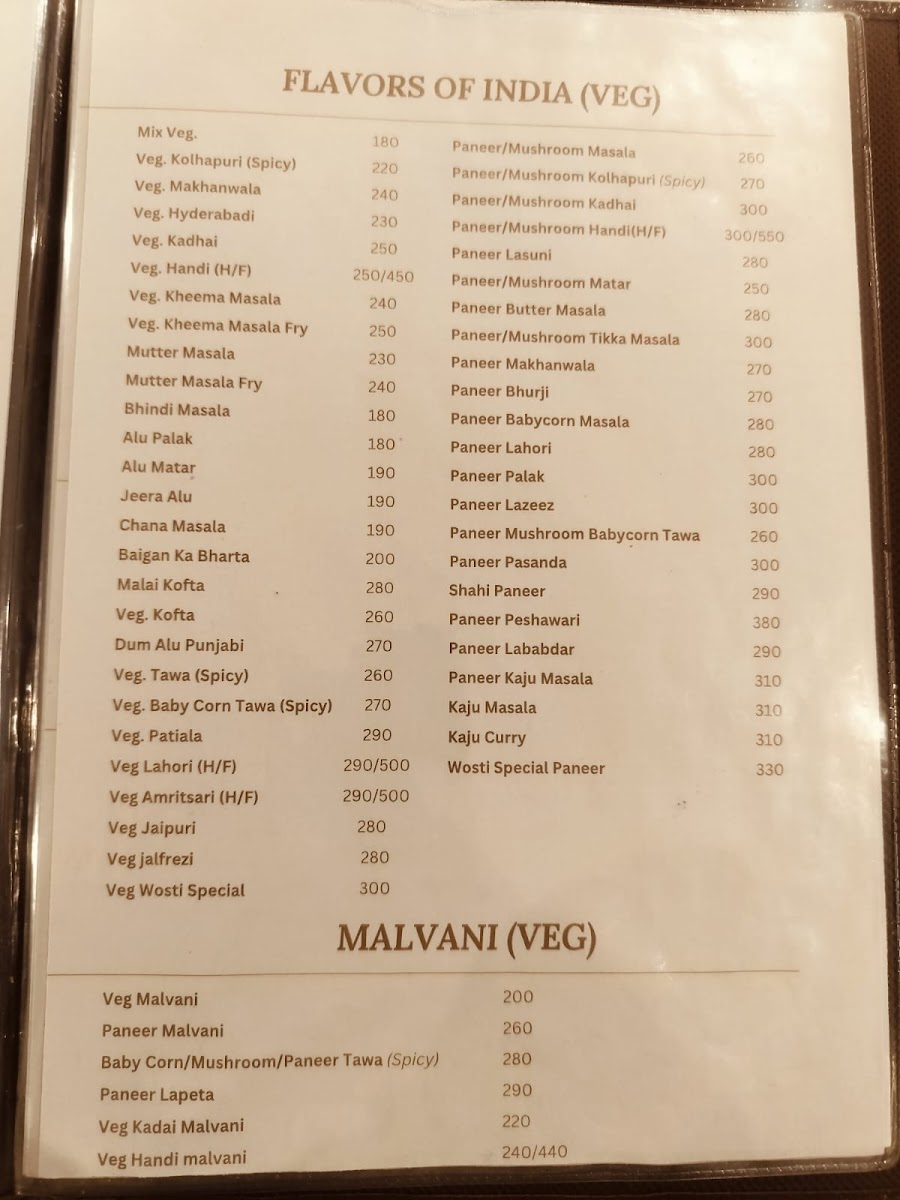 FLAVORS OF INDIA (VEG)
Mix Veg. 180
Veg. Kolhapuri (Spicy) 220
Veg. Makhanwala 240
Veg. Hyderabadi 230
Veg. Kadhai 250
Veg. Handi (H/F) 250/450
Veg. Kheema Masala 240
Veg. Kheema Masala Fry 250
Mutter Masala 230
Mutter Masala Fry 240
Bhindi Masala 180
Alu Palak 180
Alu Matar 190
Jeera Alu 190
Chana Masala 190
Baigan Ka Bharta 200
Malai Kofta 280
Veg. Kofta 260
Dum Alu Punjabi 270
Veg. Tawa (Spicy) 260
Veg. Baby Corn Tawa (Spicy) 270
Veg. Patiala 290
Veg Lahori (H/F) 290/500
Veg Amritsari (H/F) 290/500
Veg Jaipuri 280
Veg jalfrezi 280
Veg Wosti Special 300
Paneer/Mushroom Masala 260
Paneer/Mushroom Kolhapuri (Spicy) 270
Paneer/Mushroom Kadhai 300
Paneer/Mushroom Handi(H/F) 300/550
Paneer Lasuni 280
Paneer/Mushroom Matar 250
Paneer Butter Masala 280
Paneer/Mushroom Tikka Masala 300
Paneer Makhanwala 270
Paneer Bhurji 270
Paneer Babycorn Masala 280
Paneer Lahori 280
Paneer Palak 300
Paneer Lazeez 300
Paneer Mushroom Babycorn Tawa 260
Paneer Pasanda 300
Shahi Paneer 290
Paneer Peshawari 380
Paneer Lababdar 290
Paneer Kaju Masala 310
Kaju Masala 310
Kaju Curry 310
Wosti Special Paneer 330
MALVANI (VEG)
Veg Malvani 200
Paneer Malvani 260
Baby Corn/Mushroom/Paneer Tawa (Spicy) 280
Paneer Lapeta 290
Veg Kadai Malvani 220
Veg Handi malvani 240/440